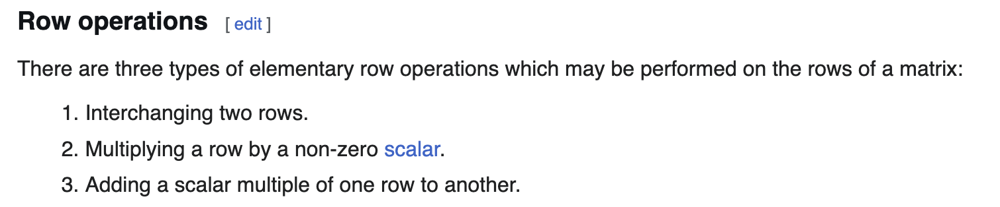 Row operations [ edit ]
There are three types of elementary row operations which may be performed on the rows of a matrix:
1. Interchanging two rows.
2. Multiplying a row by a non-zero scalar.
3. Adding a scalar multiple of one row to another.